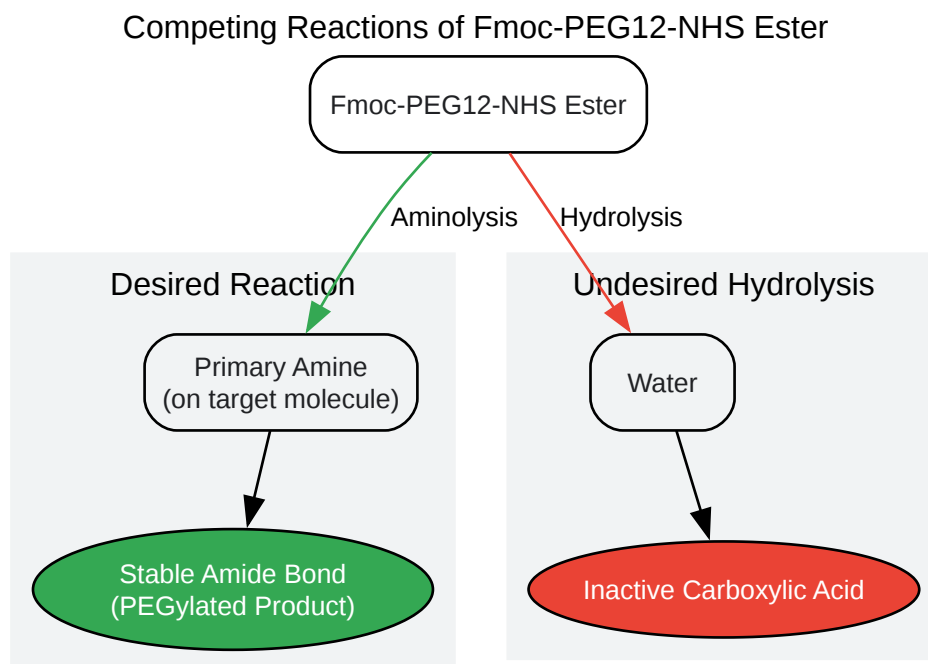 Competing Reactions of Fmoc-PEG12-NHS Ester
Fmoc-PEG12-NHS Ester
Aminolysis
Hydrolysis
Desired Reaction
Undesired Hydrolysis
Primary Amine
(on target molecule)
Water
Stable Amide Bond
(PEGylated Product)
Inactive Carboxylic Acid